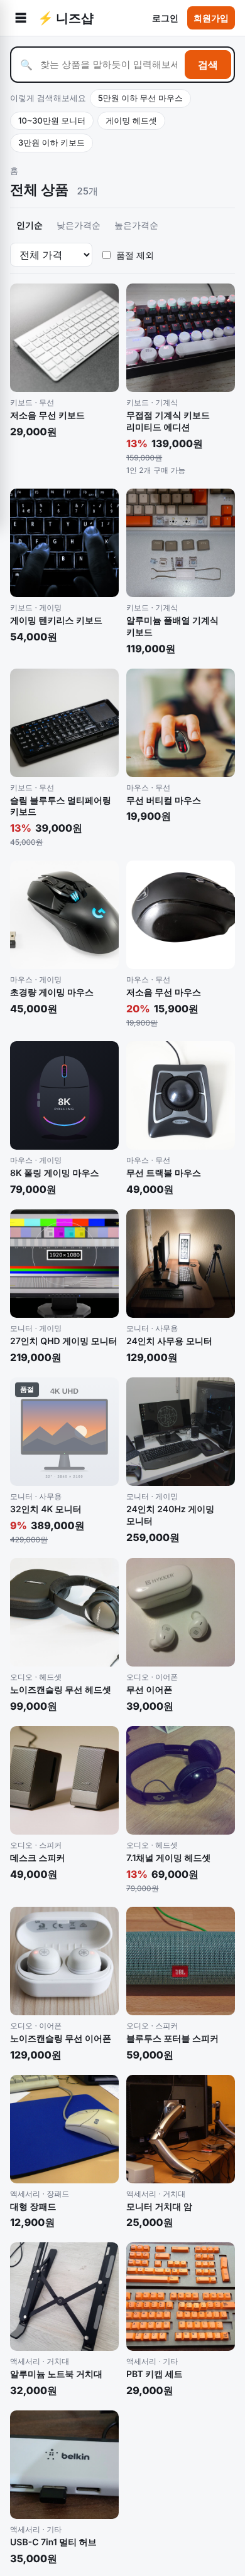 니즈샵
로그인
회원가입
찾는 상품을 말하듯이 입력해보세
검색
이렇게 검색해보세요
5만원 이하 무선 마우스
10~30만원 모니터
게이밍 헤드셋
3만원 이하 키보드
홈
전체 상품 25개
인기순 낮은가격순 높은가격순
전체 가격
품절 제외
키보드 · 무선
저소음 무선 키보드
29,000원
키보드 · 기계식
무접점 기계식 키보드
리미티드 에디션
13% 139,000원
159,000원
1인 2개 구매 가능
키보드 · 게이밍
게이밍 텐키리스 키보드
54,000원
키보드 · 기계식
알루미늄 풀배열 기계식
키보드
119,000원
키보드 · 무선
슬림 블루투스 멀티페어링
키보드
13% 39,000원
45,000원
마우스 · 무선
무선 버티컬 마우스
19,900원
마우스 · 게이밍
초경량 게이밍 마우스
45,000원
마우스 · 무선
저소음 무선 마우스
20% 15,900원
19,900원
8K
POLLING
마우스 · 게이밍
8K 폴링 게이밍 마우스
79,000원
마우스 · 무선
무선 트랙볼 마우스
49,000원
1920×1080
모니터 · 게이밍
27인치 QHD 게이밍 모니터
219,000원
모니터 · 사무용
24인치 사무용 모니터
129,000원
품절
4K UHD
모니터 · 사무용
32인치 4K 모니터
9% 389,000원
429,000원
모니터 · 게이밍
24인치 240Hz 게이밍
모니터
259,000원
오디오 · 헤드셋
노이즈캔슬링 무선 헤드셋
99,000원
오디오 · 이어폰
무선 이어폰
39,000원
오디오 · 스피커
데스크 스피커
49,000원
오디오 · 헤드셋
7.1채널 게이밍 헤드셋
13% 69,000원
79,000원
오디오 · 이어폰
노이즈캔슬링 무선 이어폰
129,000원
JBL
오디오 · 스피커
블루투스 포터블 스피커
59,000원
액세서리 · 장패드
대형 장패드
12,900원
액세서리 · 거치대
모니터 거치대 암
25,000원
액세서리 · 거치대
알루미늄 노트북 거치대
32,000원
액세서리 · 기타
PBT 키캡 세트
29,000원
belkin
액세서리 · 기타
USB-C 7in1 멀티 허브
35,000원